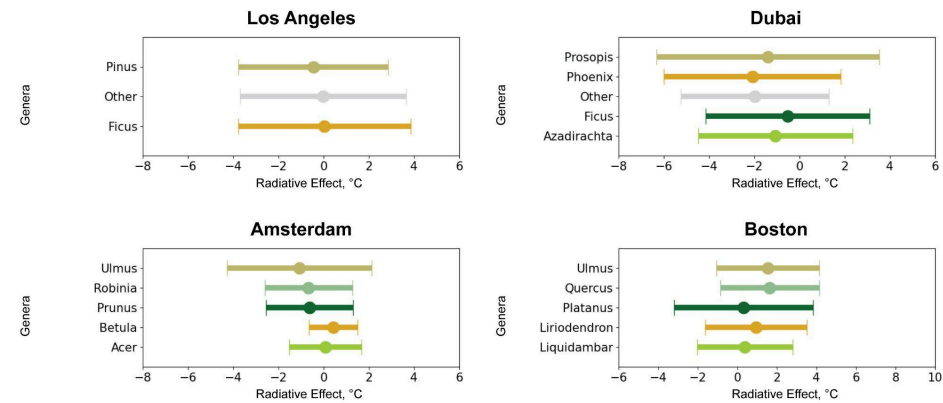 Los Angeles
Genera
Pinus
Other
Ficus
−8 −6 −4 −2 0 2 4 6
Radiative Effect, °C
Dubai
Genera
Prosopis
Phoenix
Other
Ficus
Azadirachta
−8 −6 −4 −2 0 2 4 6
Radiative Effect, °C
Amsterdam
Genera
Ulmus
Robinia
Prunus
Betula
Acer
−8 −6 −4 −2 0 2 4 6
Radiative Effect, °C
Boston
Genera
Ulmus
Quercus
Platanus
Liriodendron
Liquidambar
−6 −4 −2 0 2 4 6 8 10
Radiative Effect, °C